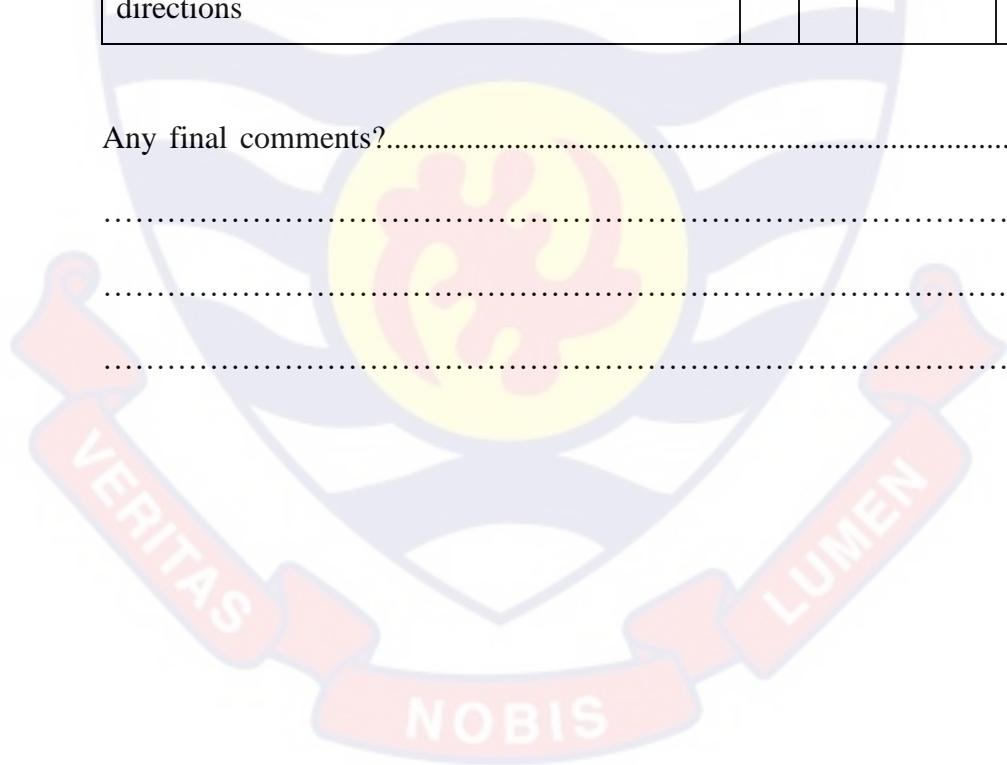 directions
Any final comments?...............................................................................
.......................................................................................
.......................................................................................
.......................................................................................
VERITAS
NOBIS
LUMEN